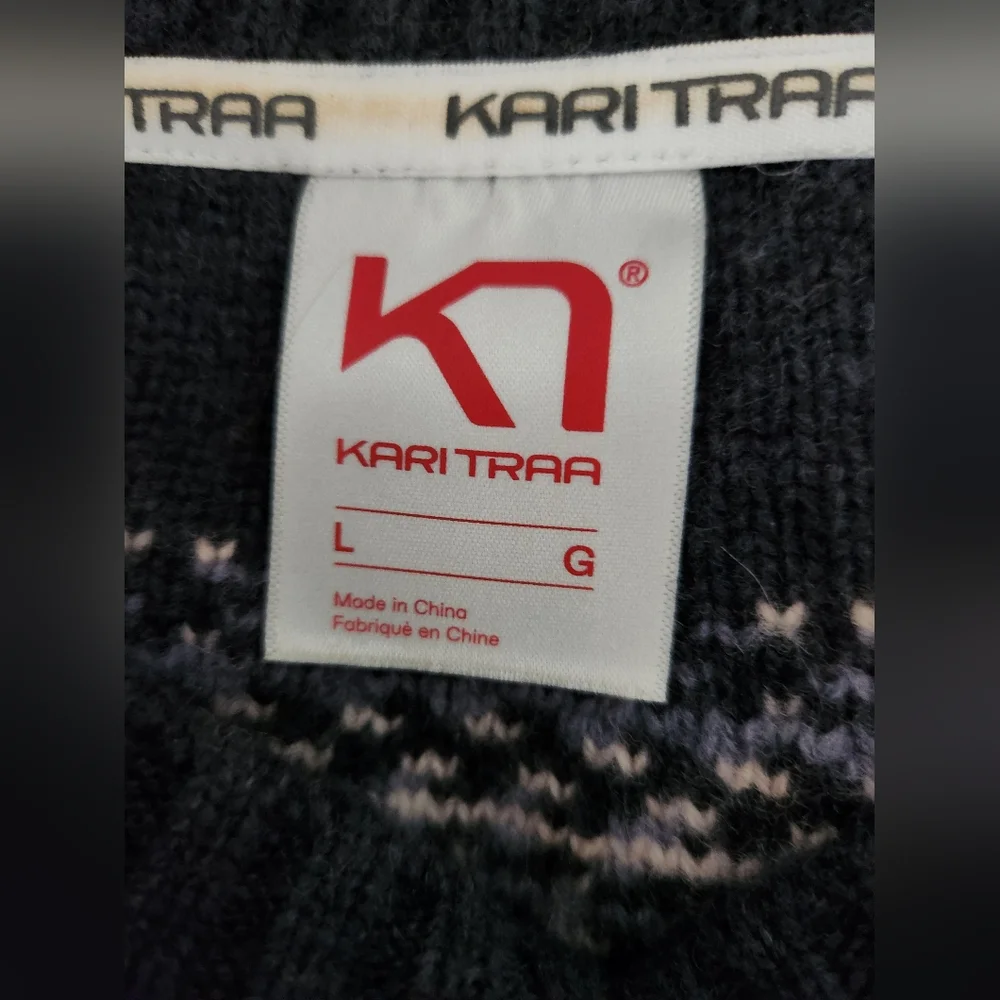 TRAA KARI TRAA
®
KARI TRAA
L G
Made in China
Fabriqué en Chine